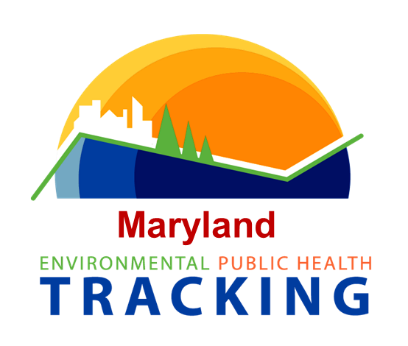 Maryland
ENVIRONMENTAL PUBLIC HEALTH
TRACKING